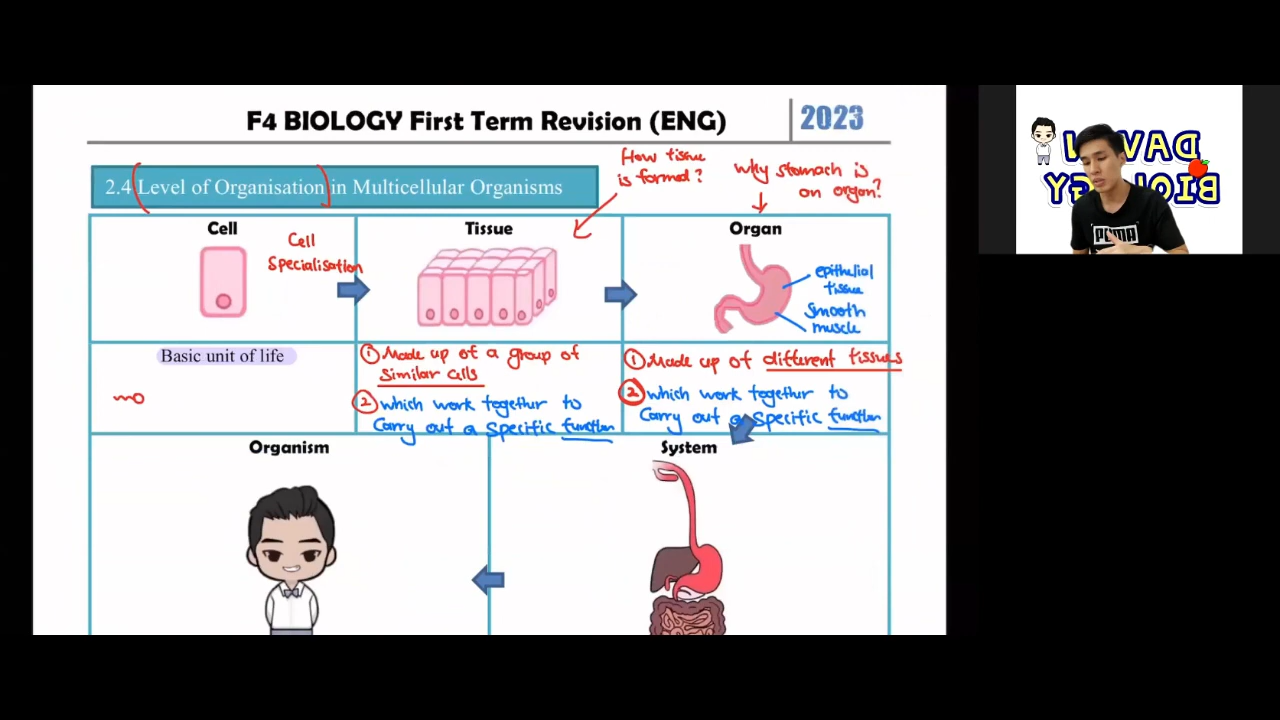 F4 BIOLOGY First Term Revision (ENG)
2023
2.4 Level of Organisation in Multicellular Organisms
How tissue
is formed?
Why stomach is
an organ?
Cell
Tissue
Organ
Cell
Specialisation
epithelial
tissue
smooth
muscle
Basic unit of life
① Made up of a group of
similar cells
② which work together to
Carry out a specific function
① Made up of different tissues
② which work together to
Carry out a specific function
Organism
System
BIOLOGY
PUMA